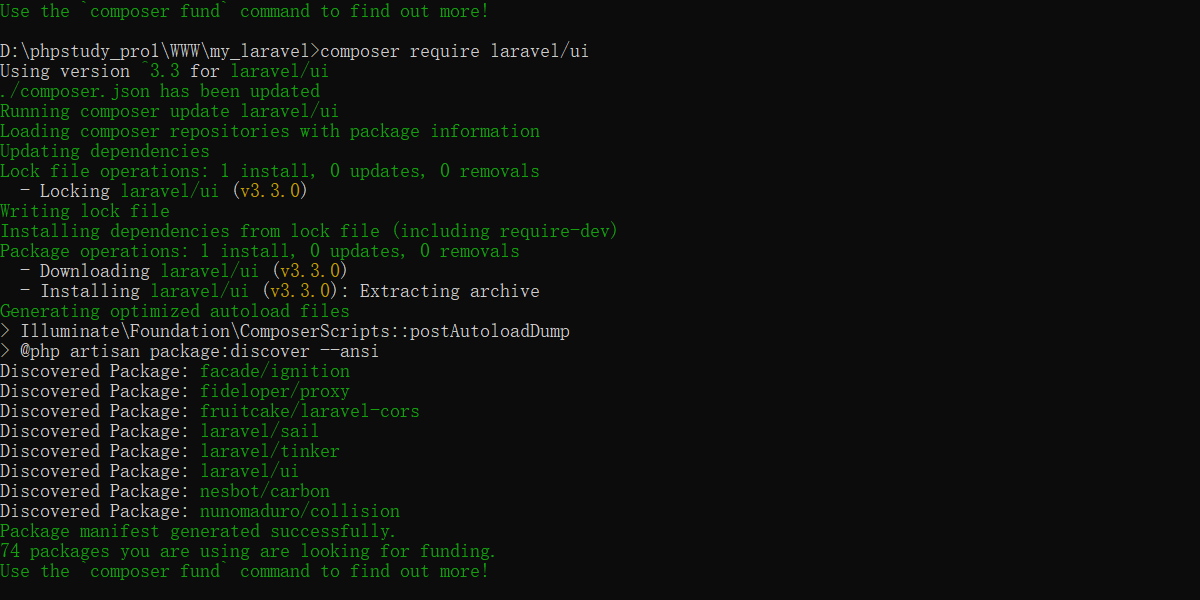 Use the `composer fund` command to find out more!
D:\phpstudy_pro1\WWW\my_laravel>composer require laravel/ui
Using version ^3.3 for laravel/ui
./composer.json has been updated
Running composer update laravel/ui
Loading composer repositories with package information
Updating dependencies
Lock file operations: 1 install, 0 updates, 0 removals
  - Locking laravel/ui (v3.3.0)
Writing lock file
Installing dependencies from lock file (including require-dev)
Package operations: 1 install, 0 updates, 0 removals
  - Downloading laravel/ui (v3.3.0)
  - Installing laravel/ui (v3.3.0): Extracting archive
Generating optimized autoload files
> Illuminate\Foundation\ComposerScripts::postAutoloadDump
> @php artisan package:discover --ansi
Discovered Package: facade/ignition
Discovered Package: fideloper/proxy
Discovered Package: fruitcake/laravel-cors
Discovered Package: laravel/sail
Discovered Package: laravel/tinker
Discovered Package: laravel/ui
Discovered Package: nesbot/carbon
Discovered Package: nunomaduro/collision
Package manifest generated successfully.
74 packages you are using are looking for funding.
Use the `composer fund` command to find out more!